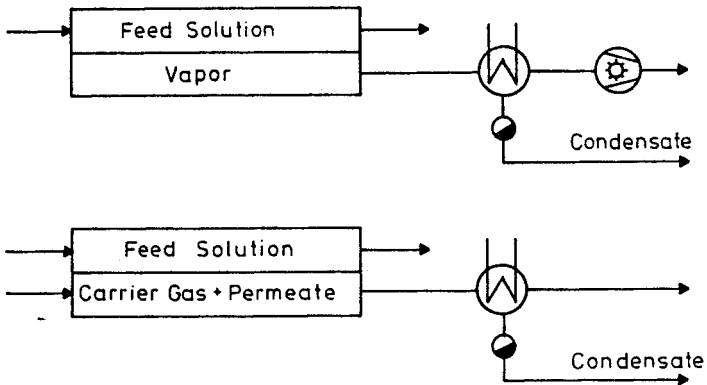 Feed Solution
Vapor
Condensate
Feed Solution
Carrier Gas + Permeate
Condensate